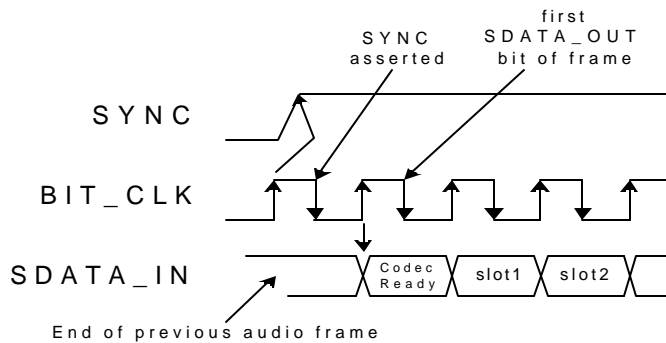 SYNC
asserted
first
SDATA_OUT
bit of frame
SYNC
BIT_CLK
SDATA_IN
Codec
Ready
slot1
slot2
End of previous audio frame